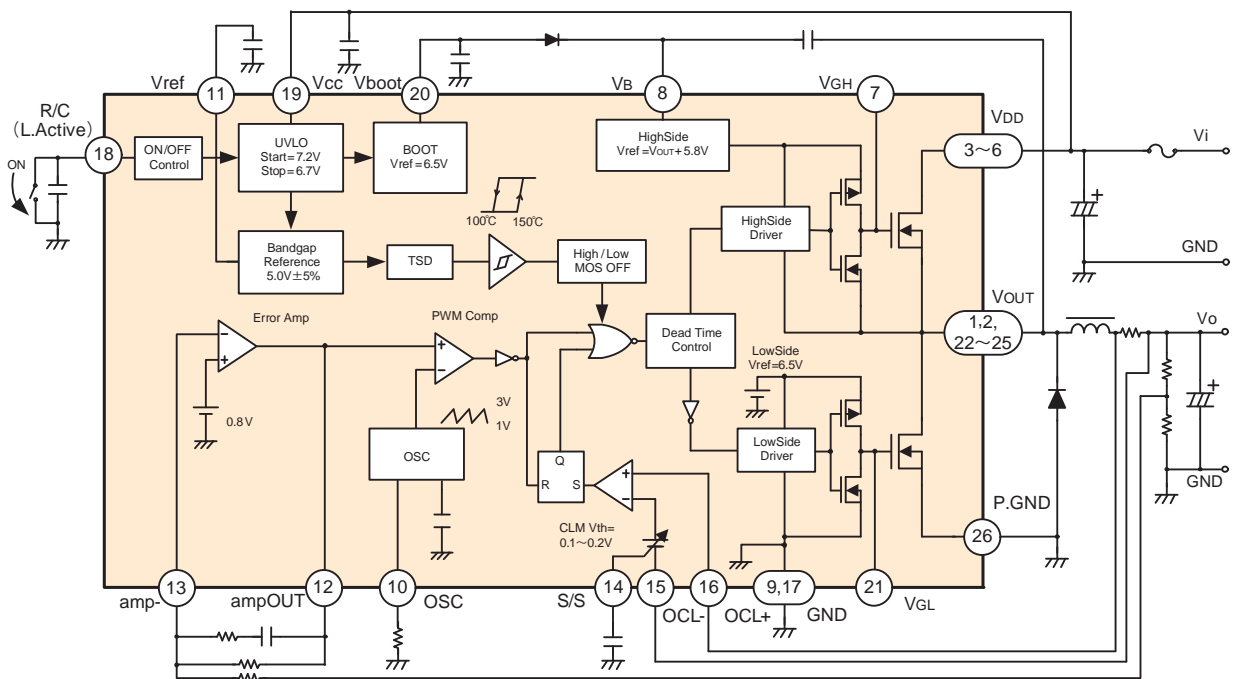 Vref
Vcc
Vboot
VB
VGH
VDD
11
19
20
8
7
R/C
(L.Active)
18
ON
ON/OFF
Control
UVLO
Start=7.2V
Stop=6.7V
BOOT
Vref=6.5V
HighSide
Vref=VOUT+5.8V
3～6
Vi
100℃
150℃
Bandgap
Reference
5.0V±5%
TSD
High/Low
MOS OFF
HighSide
Driver
GND
VOUT
1,2,
22～25
Vo
Error Amp
PWM Comp
Dead Time
Control
LowSide
Vref=6.5V
0.8V
3V
1V
OSC
Q
R
S
LowSide
Driver
CLM Vth=
0.1～0.2V
GND
P.GND
26
13
12
10
14
15
16
9,17
21
amp-
ampOUT
OSC
S/S
OCL-
OCL+
GND
VGL